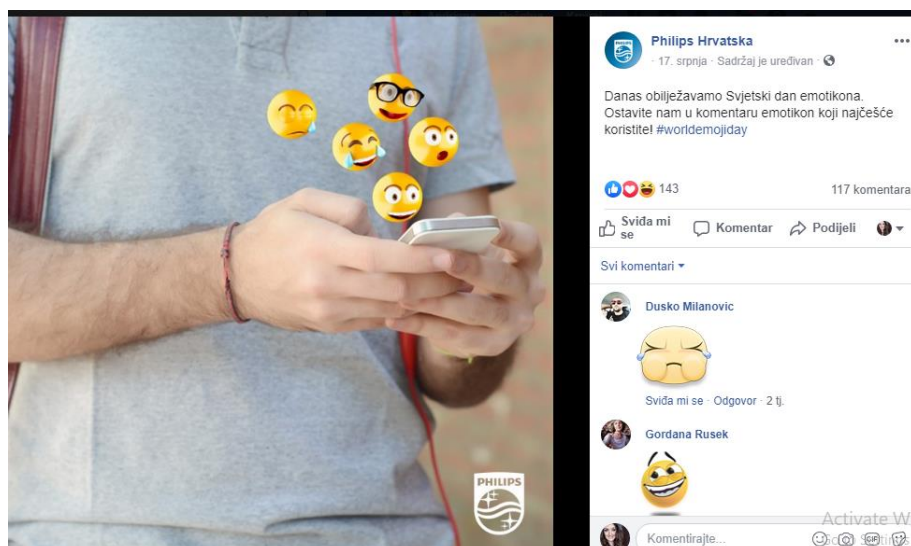 PHILIPS
PHILIPS
Philips Hrvatska
17. srpnja · Sadržaj je uređivan ·
Danas obilježavamo Svjetski dan emotikona.
Ostavite nam u komentaru emotikon koji najčešće
koristite! #worldemojiday
143
117 komentara
Sviđa mi
se
Komentar
Podijeli
Svi komentari
Dusko Milanovic
Sviđa mi se · Odgovor · 2 tj.
Gordana Rusek
Activate W
Komentirajte...
GIF